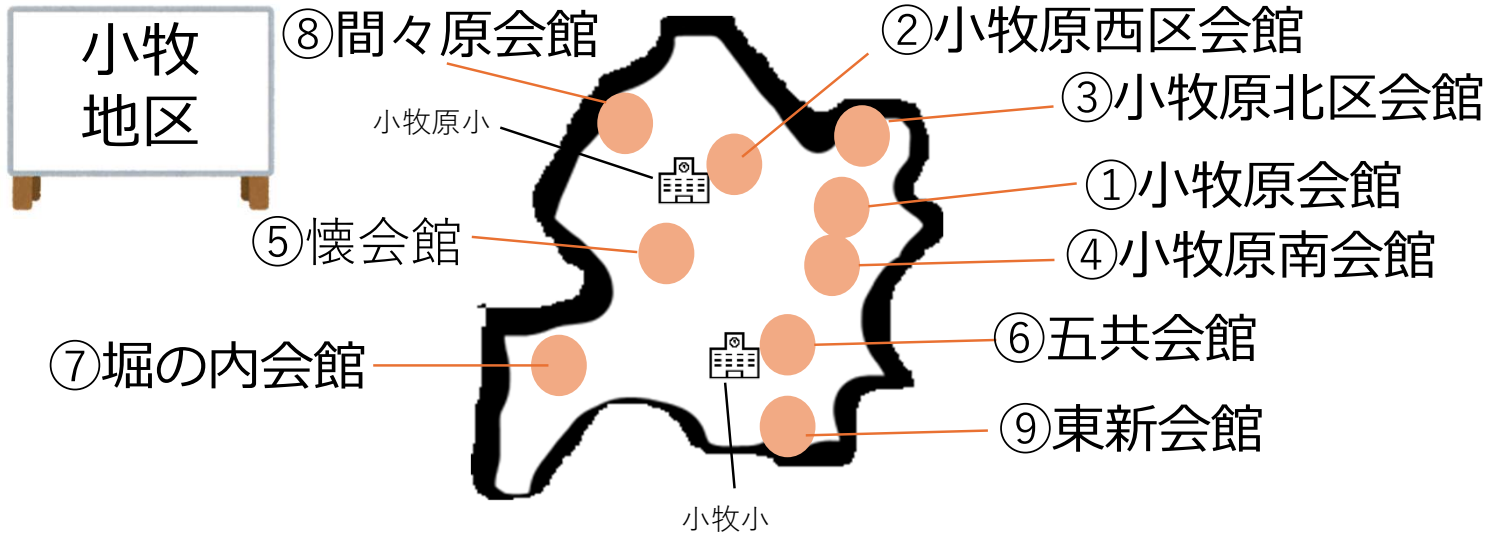 小牧
地区
⑧間々原会館
②小牧原西区会館
③小牧原北区会館
小牧原小
①小牧原会館
⑤懐会館
④小牧原南会館
⑥五共会館
⑦堀の内会館
⑨東新会館
小牧小